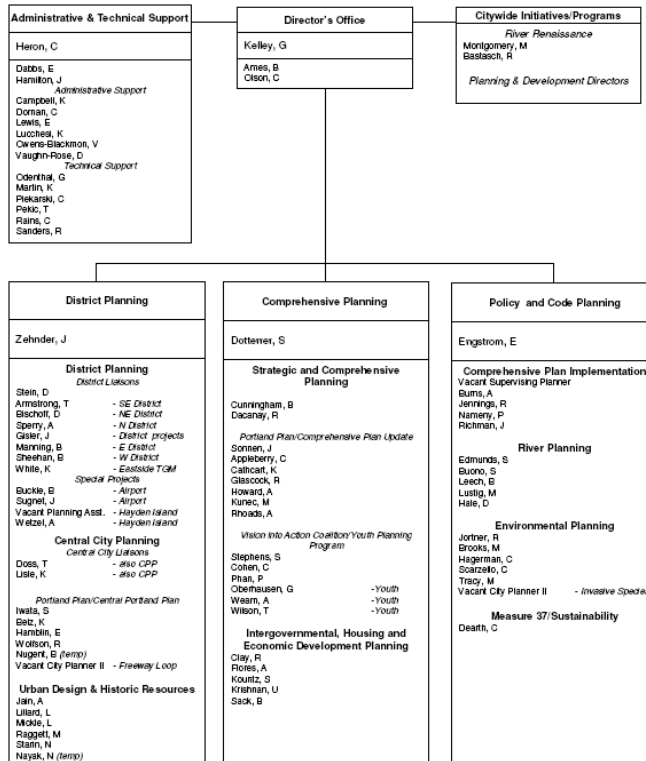 Administrative & Technical Support
Heron, C
Dabbs, E
Hamilton, J
Administrative Support
Campbell, K
Dornan, C
Lewis, E
Lucchesi, K
Owens-Blackmon, V
Vaughn-Rose, D
Technical Support
Odenthal, G
Martin, K
Piekarski, C
Pekic, T
Rains, C
Sanders, R
Director's Office
Kelley, G
Ames, B
Olson, C
Citywide Initiatives/Programs
River Renaissance
Montgomery, M
Bastasch, R
Planning & Development Directors
District Planning
Zehnder, J
District Planning
District Liaisons
Stein, D
Armstrong, T - SE District
Bischoff, D - NE District
Sperry, A - N District
Gisler, J - District projects
Manning, B - E District
Sheehan, B - W District
White, K - Eastside TGM
Special Projects
Buckle, B - Airport
Sugnet, J - Airport
Vacant Planning Asst. - Hayden Island
Wetzel, A - Hayden Island
Central City Planning
Central City Liaisons
Doss, T - also CPP
Lisle, K - also CPP
Portland Plan/Central Portland Plan
Iwata, S
Betz, K
Hamblin, E
Wolfson, R
Nugent, B (temp)
Vacant City Planner II - Freeway Loop
Urban Design & Historic Resources
Jain, A
Lillard, L
Mickle, L
Raggett, M
Starin, N
Nayak, N (temp)
Comprehensive Planning
Dotterrer, S
Strategic and Comprehensive
Planning
Cunningham, B
Dacanay, R
Portland Plan/Comprehensive Plan Update
Sonnen, J
Appleberry, C
Cathcart, K
Glascock, R
Howard, A
Kunec, M
Rhoads, A
Vision Into Action Coalition/Youth Planning
Program
Stephens, S
Cohen, C
Phan, P
Oberhausen, G -Youth
Wearn, A -Youth
Wilson, T -Youth
Intergovernmental, Housing and
Economic Development Planning
Clay, R
Flores, A
Kountz, S
Krishnan, U
Sack, B
Policy and Code Planning
Engstrom, E
Comprehensive Plan Implementation
Vacant Supervising Planner
Burns, A
Jennings, R
Nameny, P
Richman, J
River Planning
Edmunds, S
Buono, S
Leech, B
Lustig, M
Hale, D
Environmental Planning
Jortner, R
Brooks, M
Hagerman, C
Scarzello, C
Tracy, M
Vacant City Planner II - Invasive Specie
Measure 37/Sustainability
Dearth, C